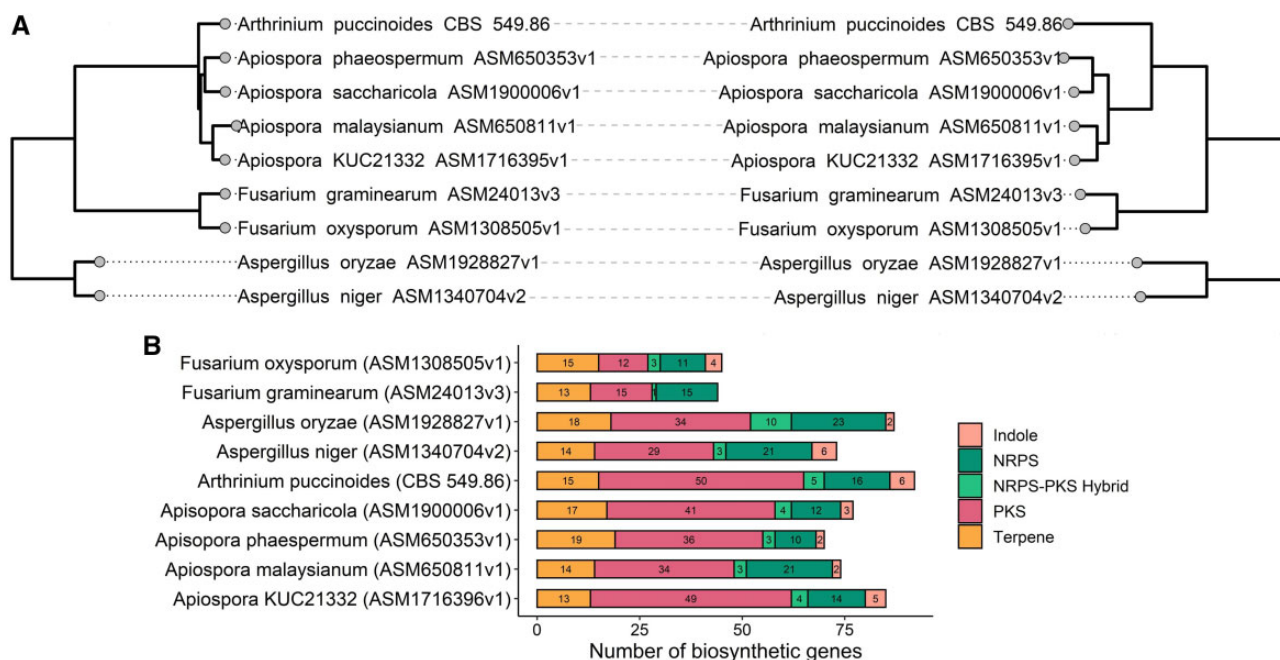 A
Arthrinium puccinoides CBS 549.86 Arthrinium puccinoides CBS 549.86
Apiospora phaeospermum ASM650353v1 Apiospora phaeospermum ASM650353v1
Apiospora saccharicola ASM1900006v1 Apiospora saccharicola ASM1900006v1
Apiospora malaysianum ASM650811v1 Apiospora malaysianum ASM650811v1
Apiospora KUC21332 ASM1716395v1 Apiospora KUC21332 ASM1716395v1
Fusarium graminearum ASM24013v3 Fusarium graminearum ASM24013v3
Fusarium oxysporum ASM1308505v1 Fusarium oxysporum ASM1308505v1
Aspergillus oryzae ASM1928827v1 Aspergillus oryzae ASM1928827v1
Aspergillus niger ASM1340704v2 Aspergillus niger ASM1340704v2
B
Fusarium oxysporum (ASM1308505v1) 15 12 3 11 4
Fusarium graminearum (ASM24013v3) 13 15 1 15
Aspergillus oryzae (ASM1928827v1) 18 34 10 23 2
Aspergillus niger (ASM1340704v2) 14 29 3 21 6
Arthrinium puccinoides (CBS 549.86) 15 50 5 16 6
Apisopora saccharicola (ASM1900006v1) 17 41 4 12 3
Apisopora phaespermum (ASM650353v1) 19 36 3 10 2
Apiospora malaysianum (ASM650811v1) 14 34 3 21 2
Apiospora KUC21332 (ASM1716396v1) 13 49 4 14 5
0 25 50 75
Number of biosynthetic genes
Indole
NRPS
NRPS-PKS Hybrid
PKS
Terpene